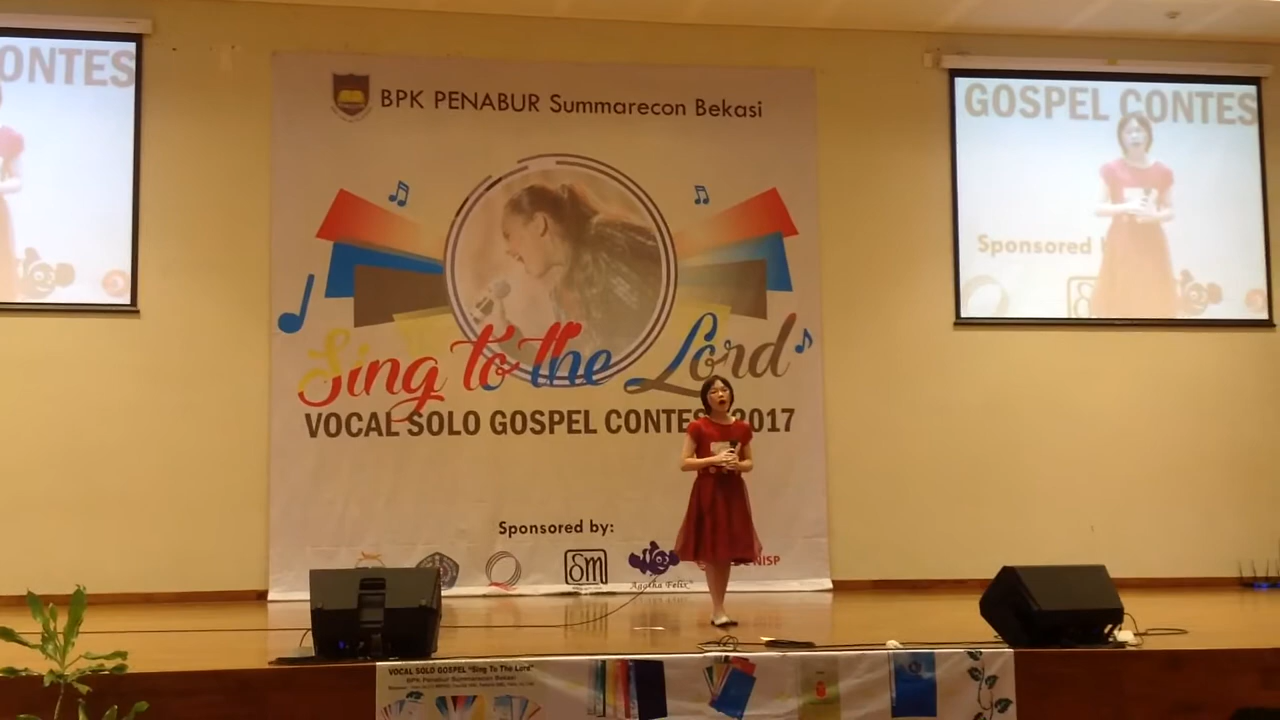 ONTES
BPK PENABUR Summarecon Bekasi
GOSPEL CONTES
Sponsored
Sing to the Lord
VOCAL SOLO GOSPEL CONTES 2017
Sponsored by:
sm
Agatha Felix
NISP
VOCAL SOLO GOSPEL "Sing To The Lord"
BPK Penabur Summarecon Bekasi